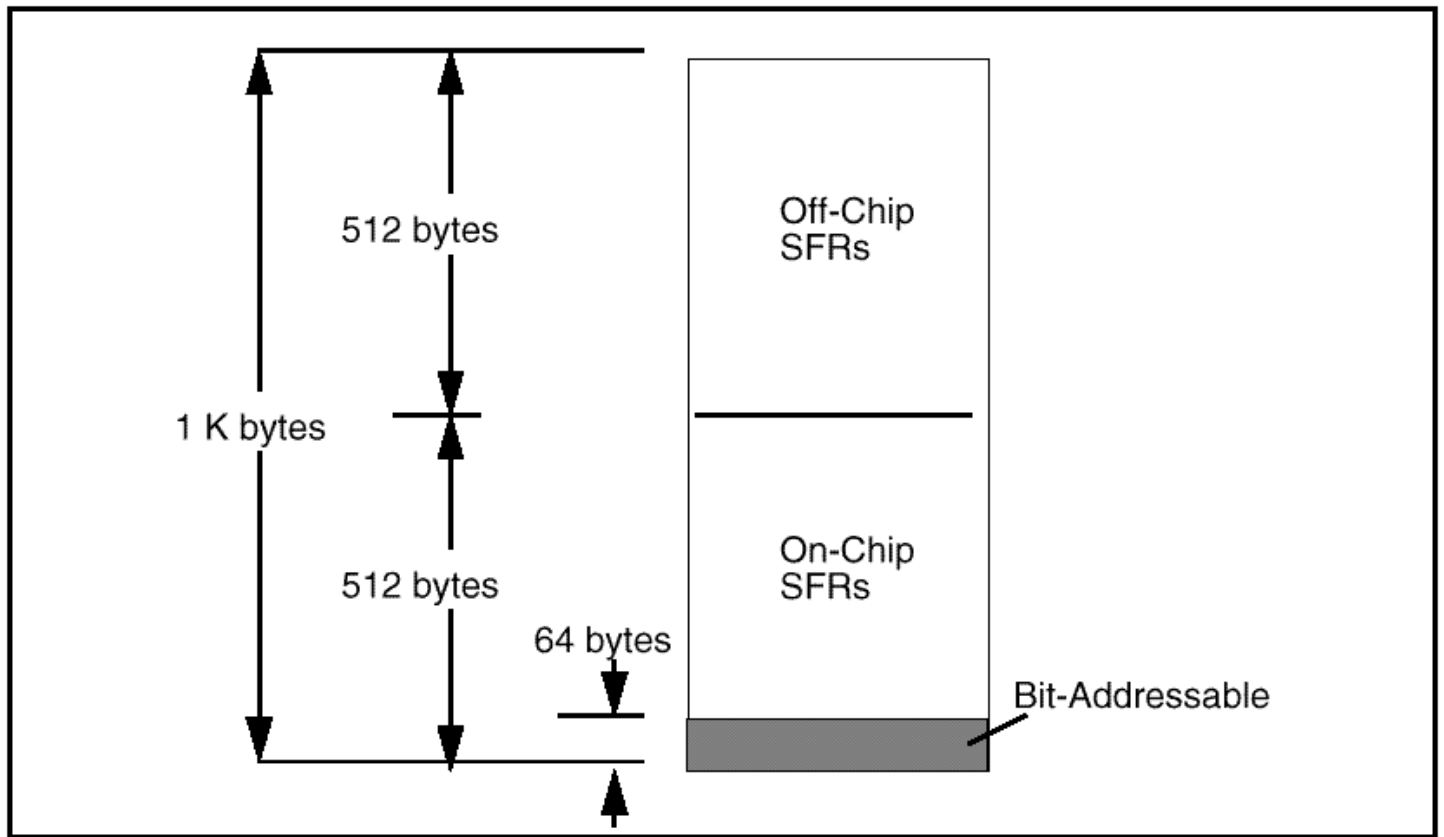 512 bytes
Off-Chip
SFRs
1 K bytes
512 bytes
On-Chip
SFRs
64 bytes
Bit-Addressable